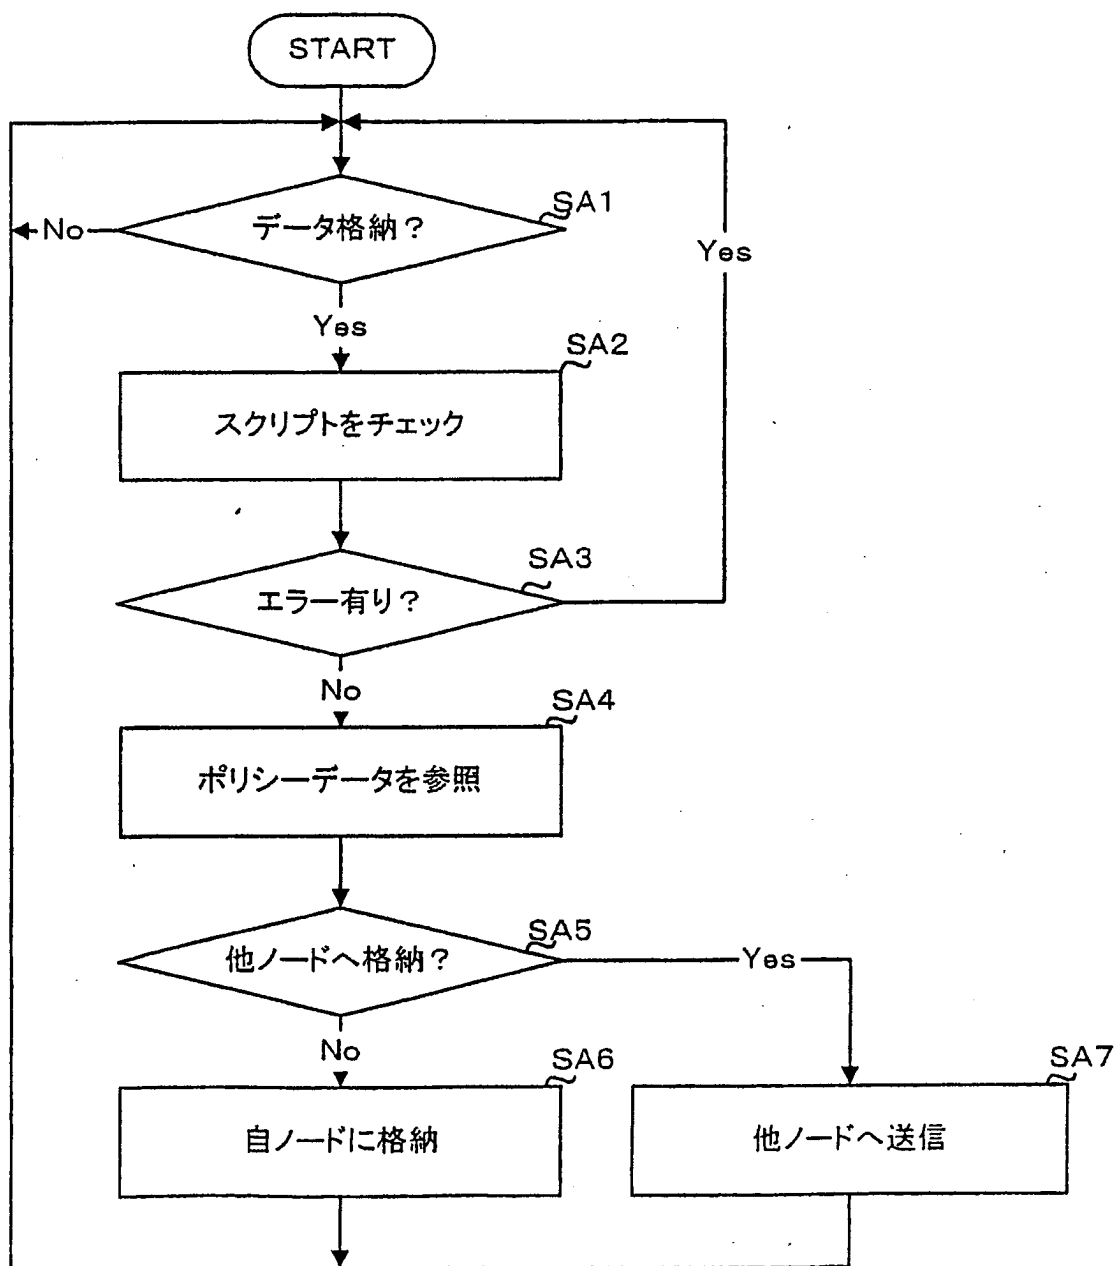 START
データ格納？
SA1
No
Yes
Yes
SA2
スクリプトをチェック
SA3
エラー有り？
No
SA4
ポリシーデータを参照
SA5
他ノードへ格納？
Yes
No
SA6
自ノードに格納
SA7
他ノードへ送信